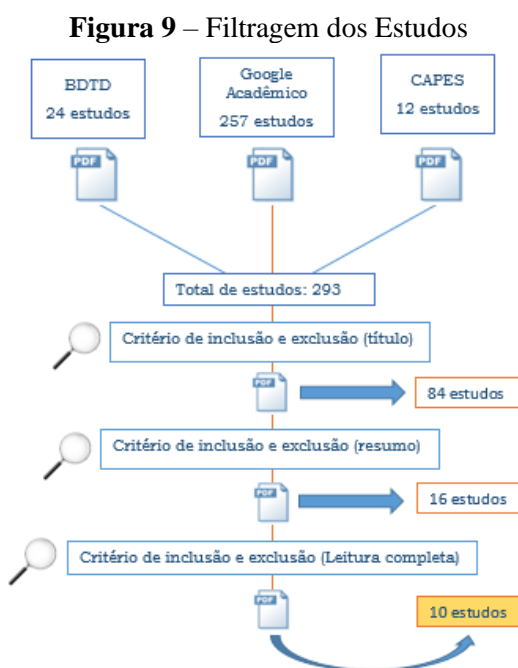 Figura 9 – Filtragem dos Estudos
BDTD
24 estudos
Google
Acadêmico
257 estudos
CAPES
12 estudos
PDF
PDF
PDF
Total de estudos: 293
Critério de inclusão e exclusão (título)
PDF
84 estudos
Critério de inclusão e exclusão (resumo)
PDF
16 estudos
Critério de inclusão e exclusão (Leitura completa)
PDF
10 estudos